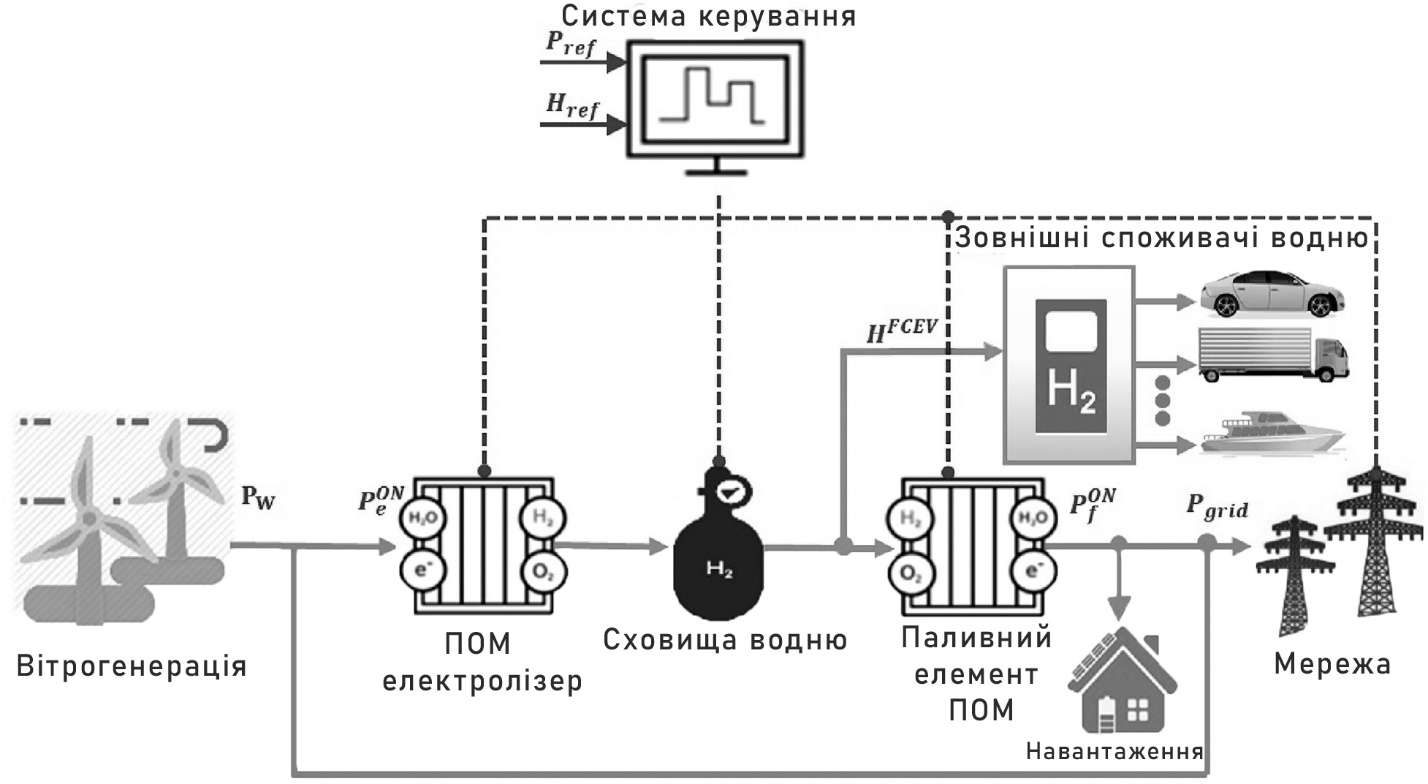 Система керування
P_ref
H_ref
Зовнішні споживачі водню
H^FCEV
H₂
P_W
P_e^ON
H₂O
H₂
e⁻
O₂
H₂
H₂
H₂O
O₂
e⁻
P_f^ON
P_grid
Вітрогенерація
ПОМ
електролізер
Сховища водню
Паливний
елемент
ПОМ
Навантаження
Мережа